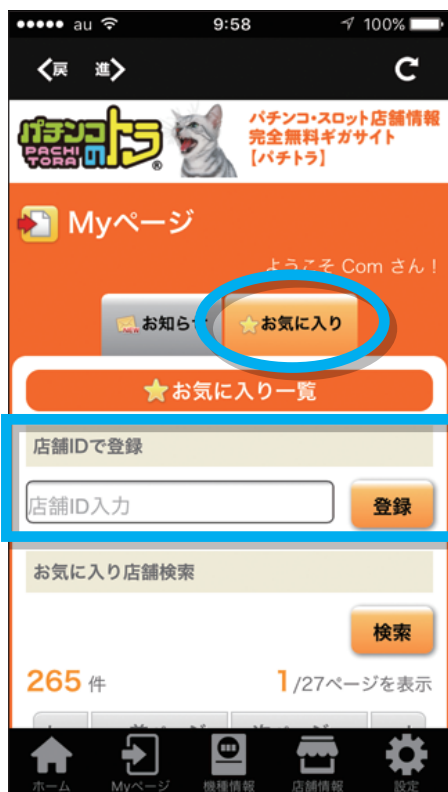 ●●●●● au 9:58 100%
戻 進
パチンコのトラ®
PACHI TORA
パチンコ・スロット店舗情報
完全無料ギガサイト
【パチトラ】
Myページ
ようこそ Com さん！
NEW お知らせ お気に入り
お気に入り一覧
店舗IDで登録
店舗ID入力 登録
お気に入り店舗検索
検索
265 件 1/27ページを表示
ホーム Myページ 機種情報 店舗情報 設定